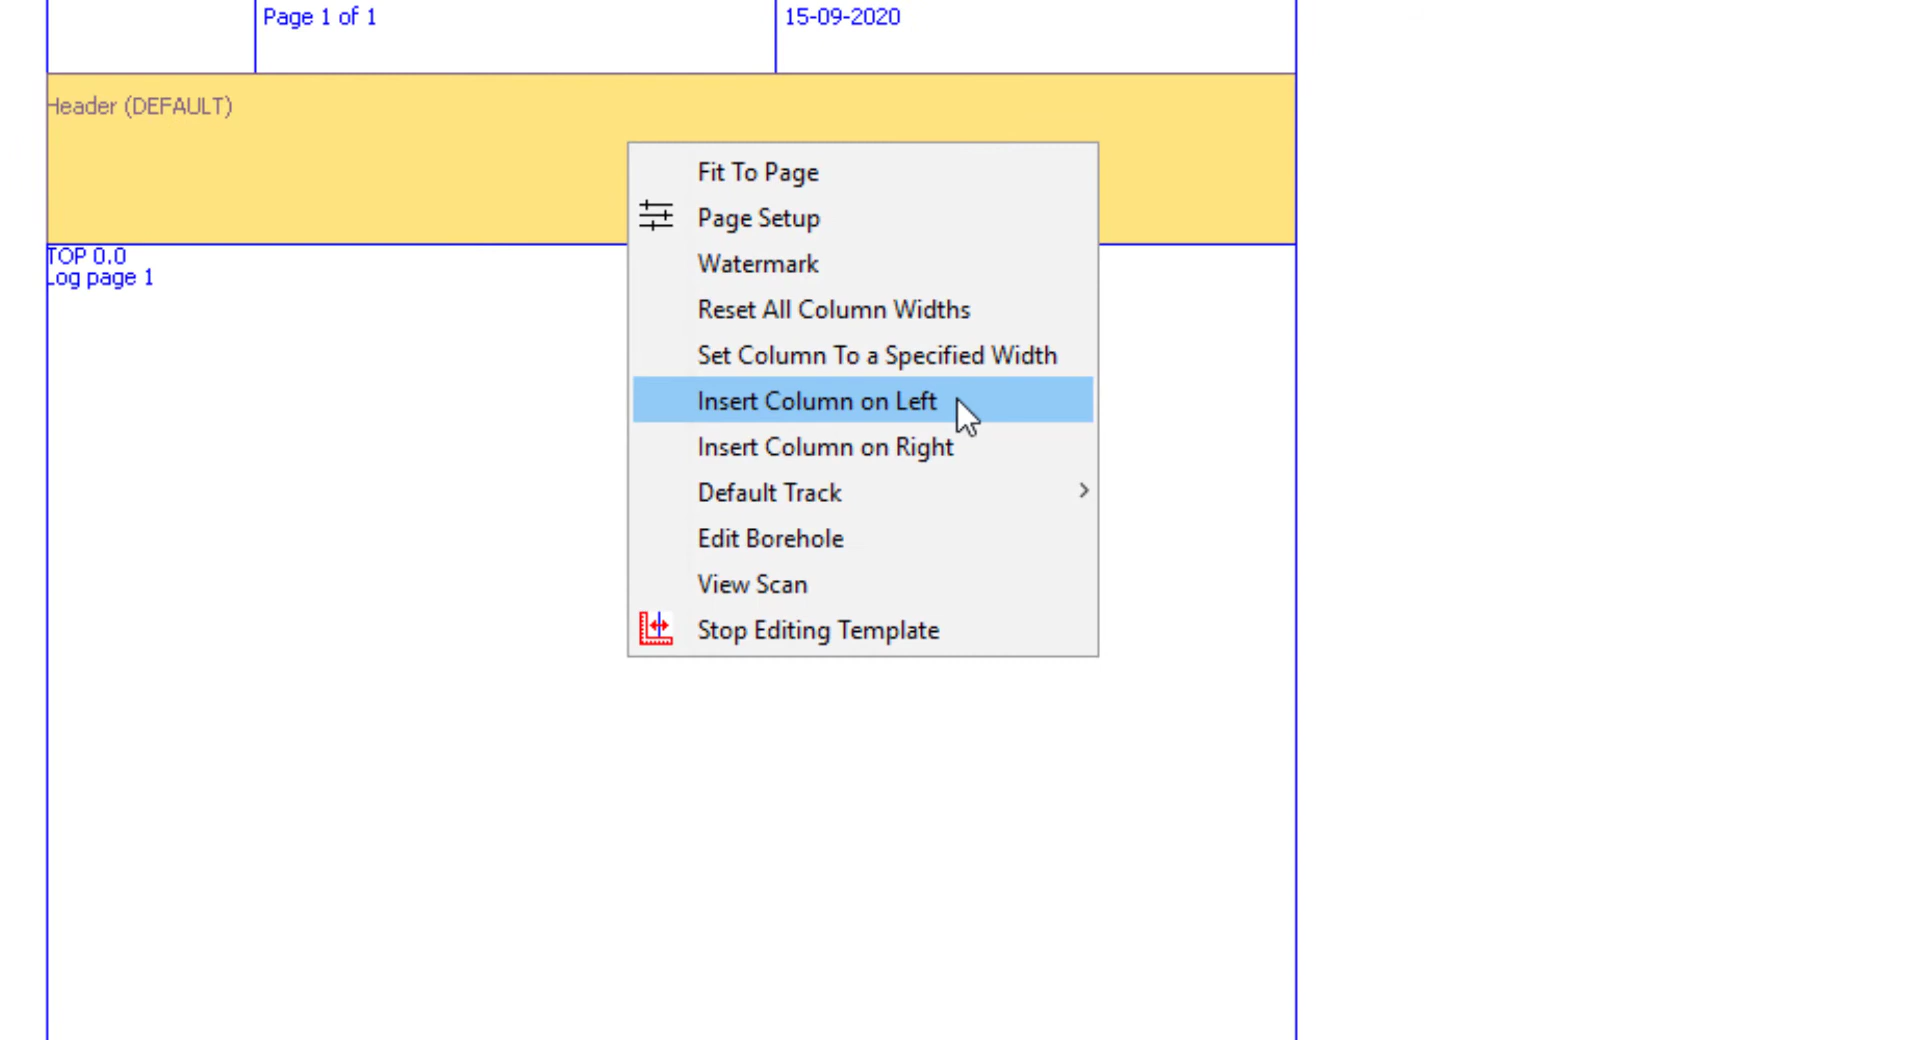 Page 1 of 1
15-09-2020
Header (DEFAULT)
TOP 0.0
Log page 1
Fit To Page
Page Setup
Watermark
Reset All Column Widths
Set Column To a Specified Width
Insert Column on Left
Insert Column on Right
Default Track
Edit Borehole
View Scan
Stop Editing Template